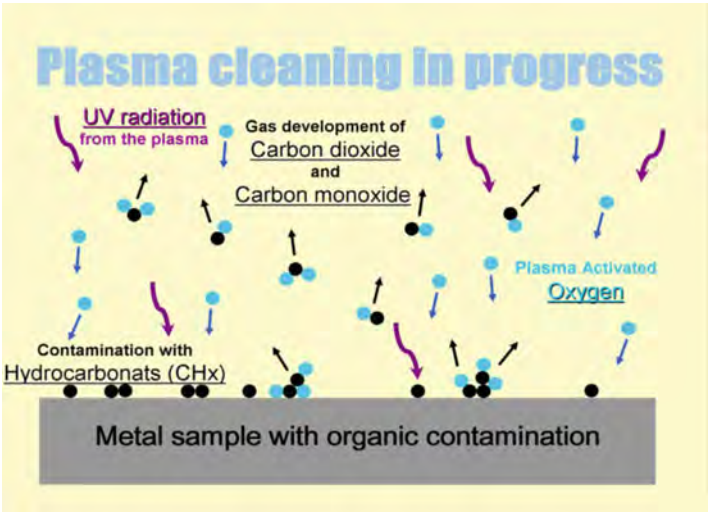 Plasma cleaning in progress
UV radiation
from the plasma
Gas development of
Carbon dioxide
and
Carbon monoxide
Plasma Activated
Oxygen
Contamination with
Hydrocarbonats (CHx)
Metal sample with organic contamination